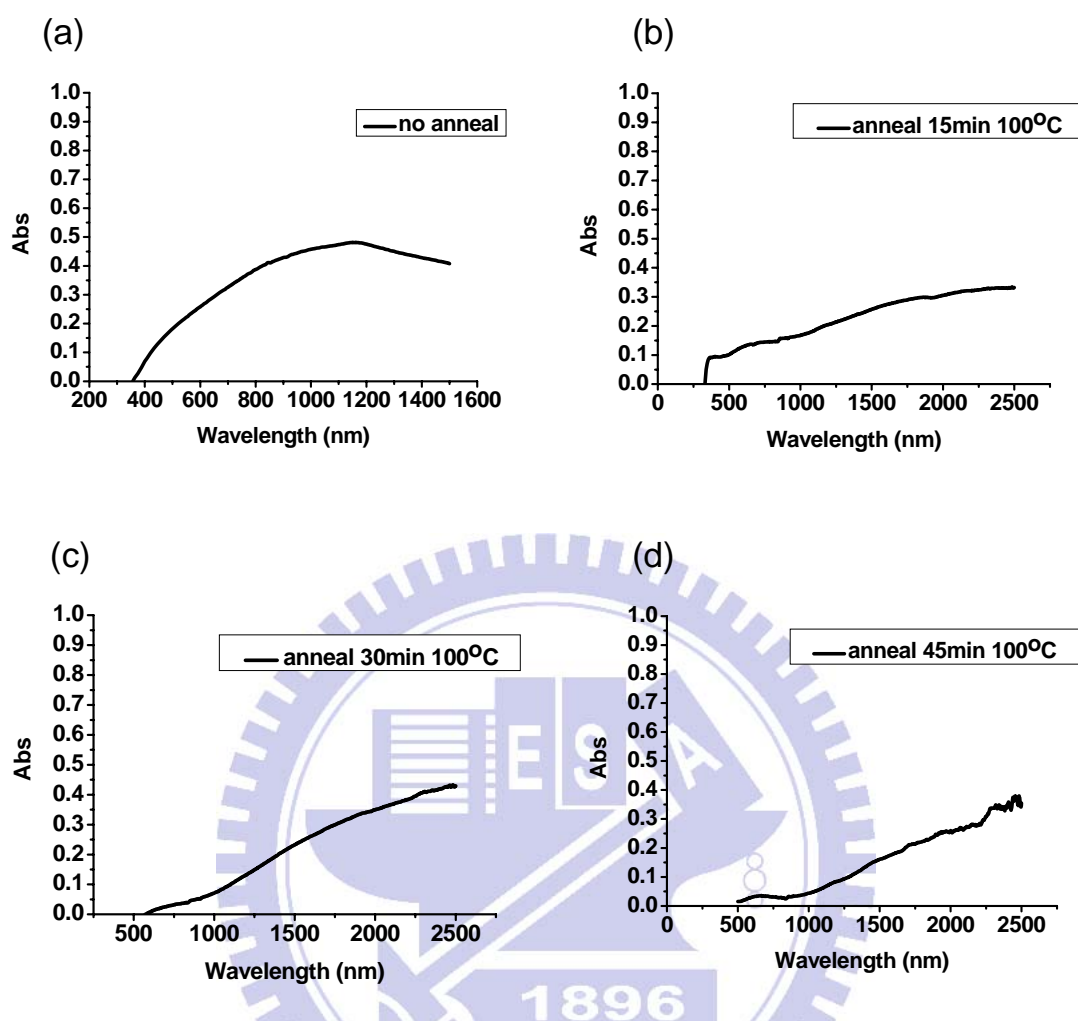 (a)
no anneal
1.0
0.9
0.8
0.7
0.6
0.5
0.4
0.3
0.2
0.1
0.0
Abs
200 400 600 800 1000 1200 1400 1600
Wavelength (nm)
(b)
anneal 15min 100°C
1.0
0.9
0.8
0.7
0.6
0.5
0.4
0.3
0.2
0.1
0.0
Abs
0 500 1000 1500 2000 2500
Wavelength (nm)
(c)
anneal 30min 100°C
1.0
0.9
0.8
0.7
0.6
0.5
0.4
0.3
0.2
0.1
0.0
Abs
500 1000 1500 2000 2500
Wavelength (nm)
(d)
anneal 45min 100°C
1.0
0.9
0.8
0.7
0.6
0.5
0.4
0.3
0.2
0.1
0.0
Abs
0 500 1000 1500 2000 2500
Wavelength (nm)
E S A
1896